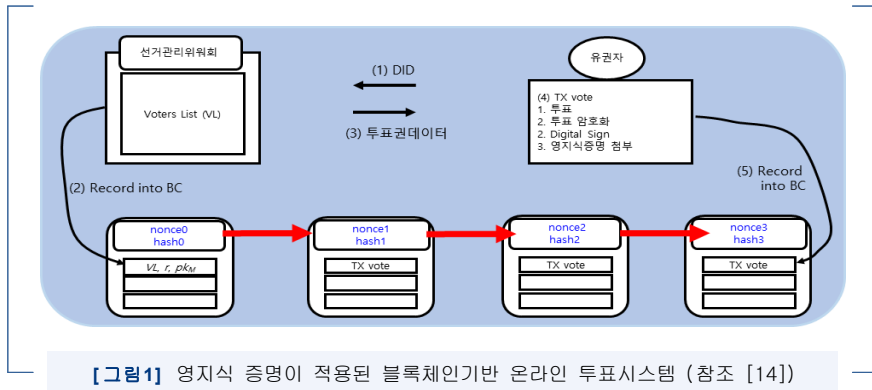 선거관리위워회
유권자
(1) DID
Voters List (VL)
(3) 투표권데이터
(4) TX vote
1. 투표
2. 투표 암호화
2. Digital Sign
3. 영지식증명 첨부
(2) Record into BC
(5) Record
into BC
nonce0
hash0
nonce1
hash1
nonce2
hash2
nonce3
hash3
VL, r, pkM
TX vote
TX vote
TX vote
[그림1] 영지식 증명이 적용된 블록체인기반 온라인 투표시스템 (참조 [14])